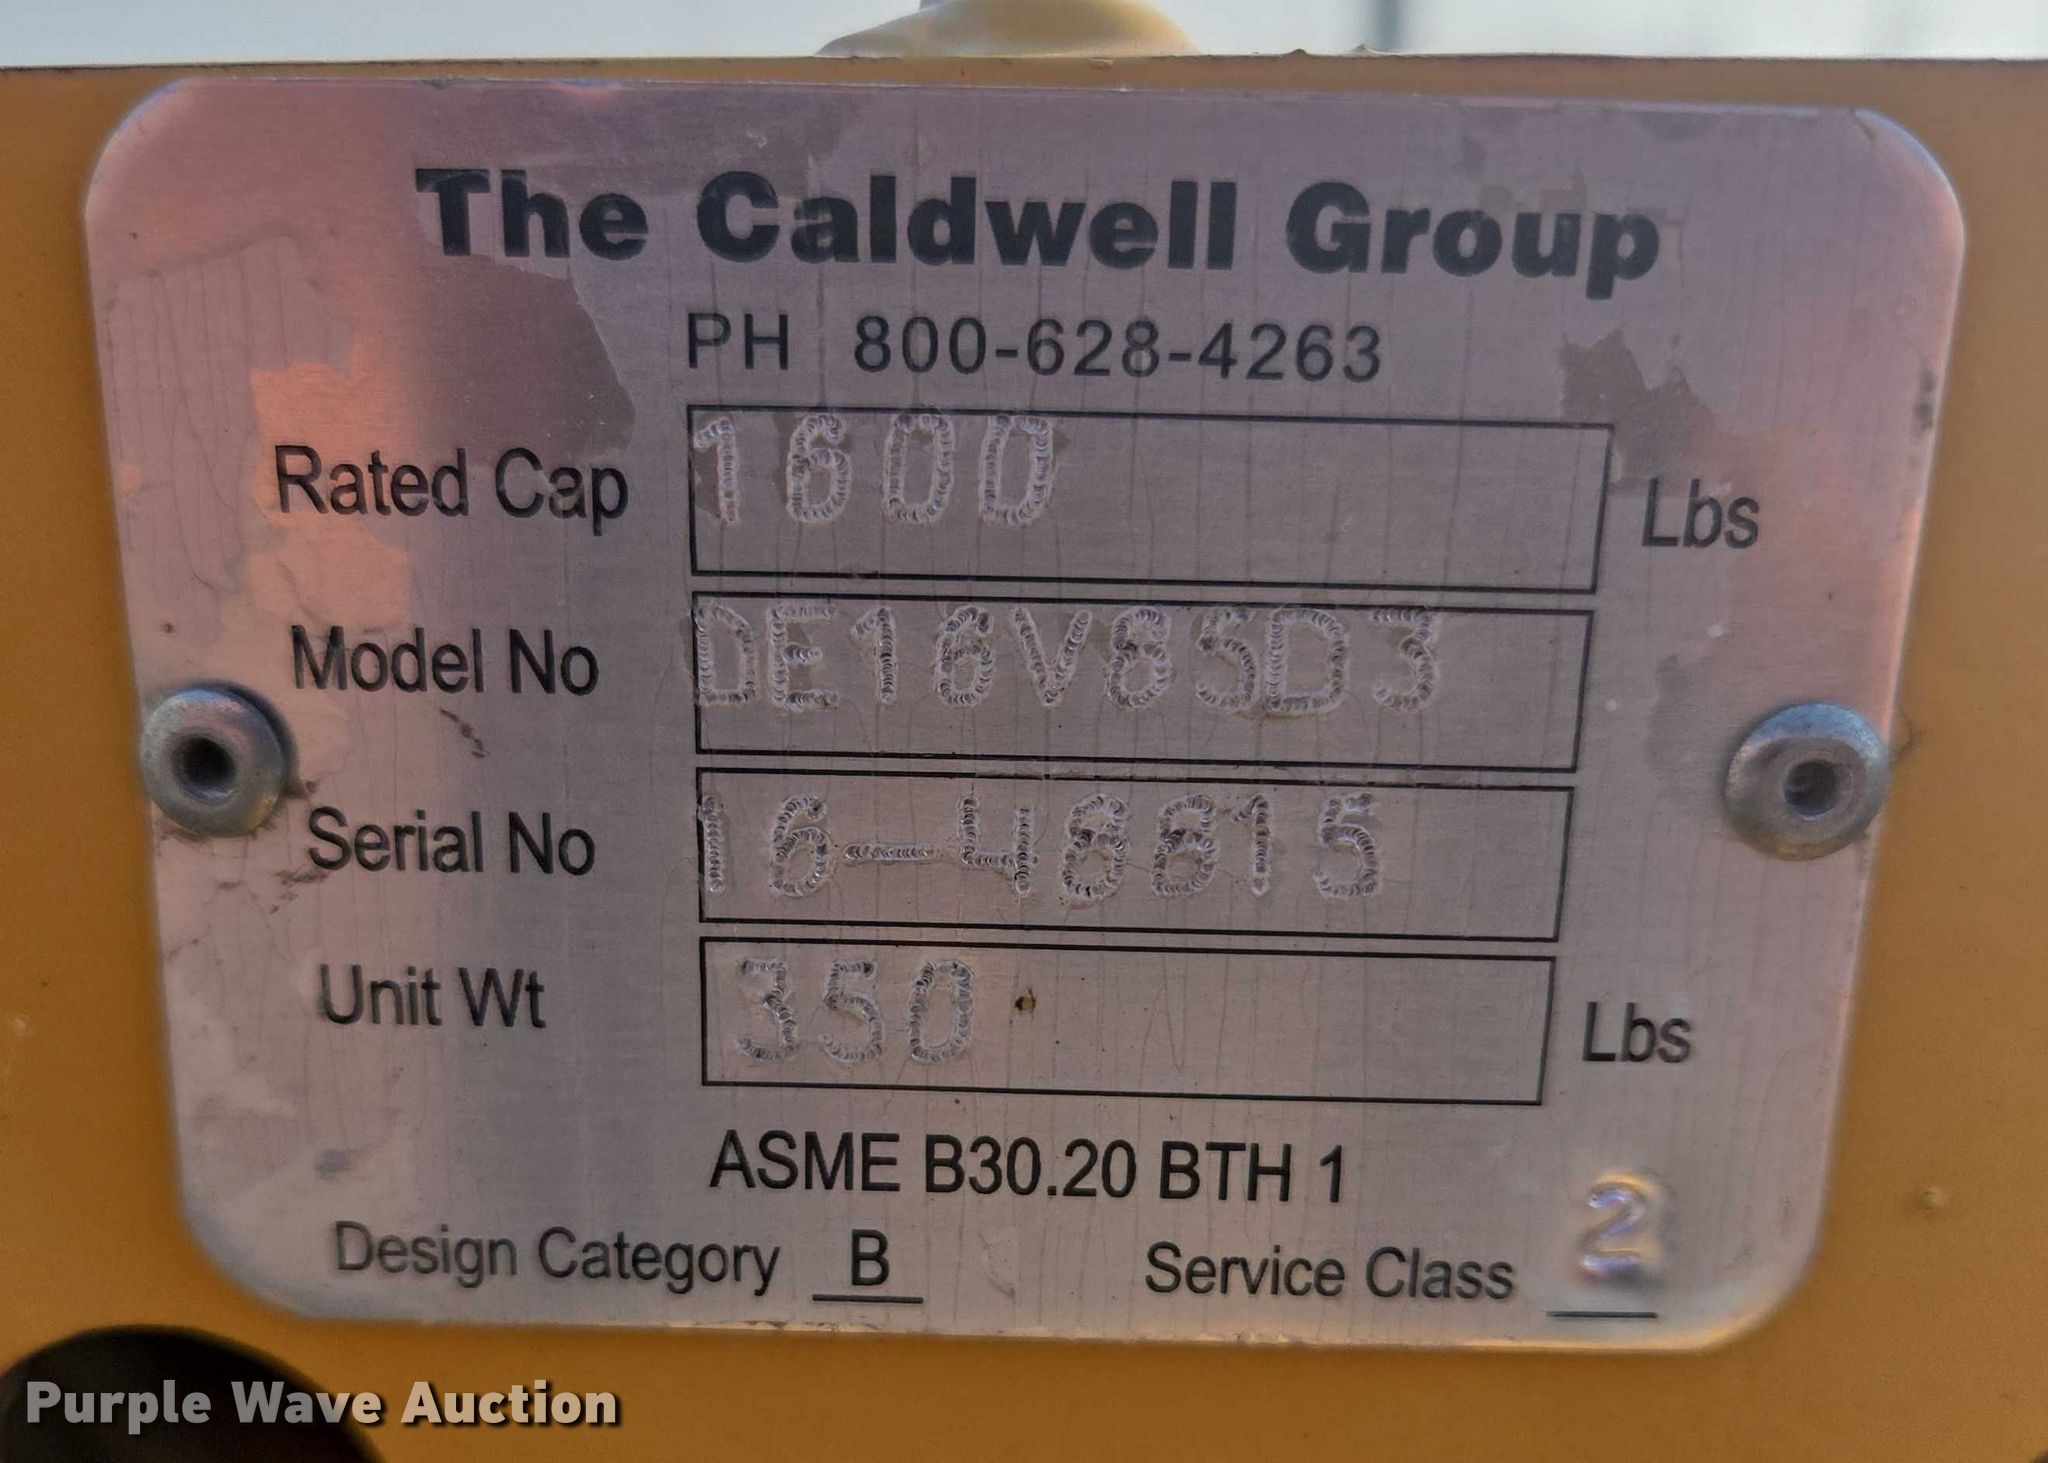 The Caldwell Group
PH 800-628-4263
Rated Cap 1600 Lbs
Model No DE16V8SD3
Serial No 16-48815
Unit Wt 350 Lbs
ASME B30.20 BTH 1
Design Category B Service Class 2
Purple Wave Auction